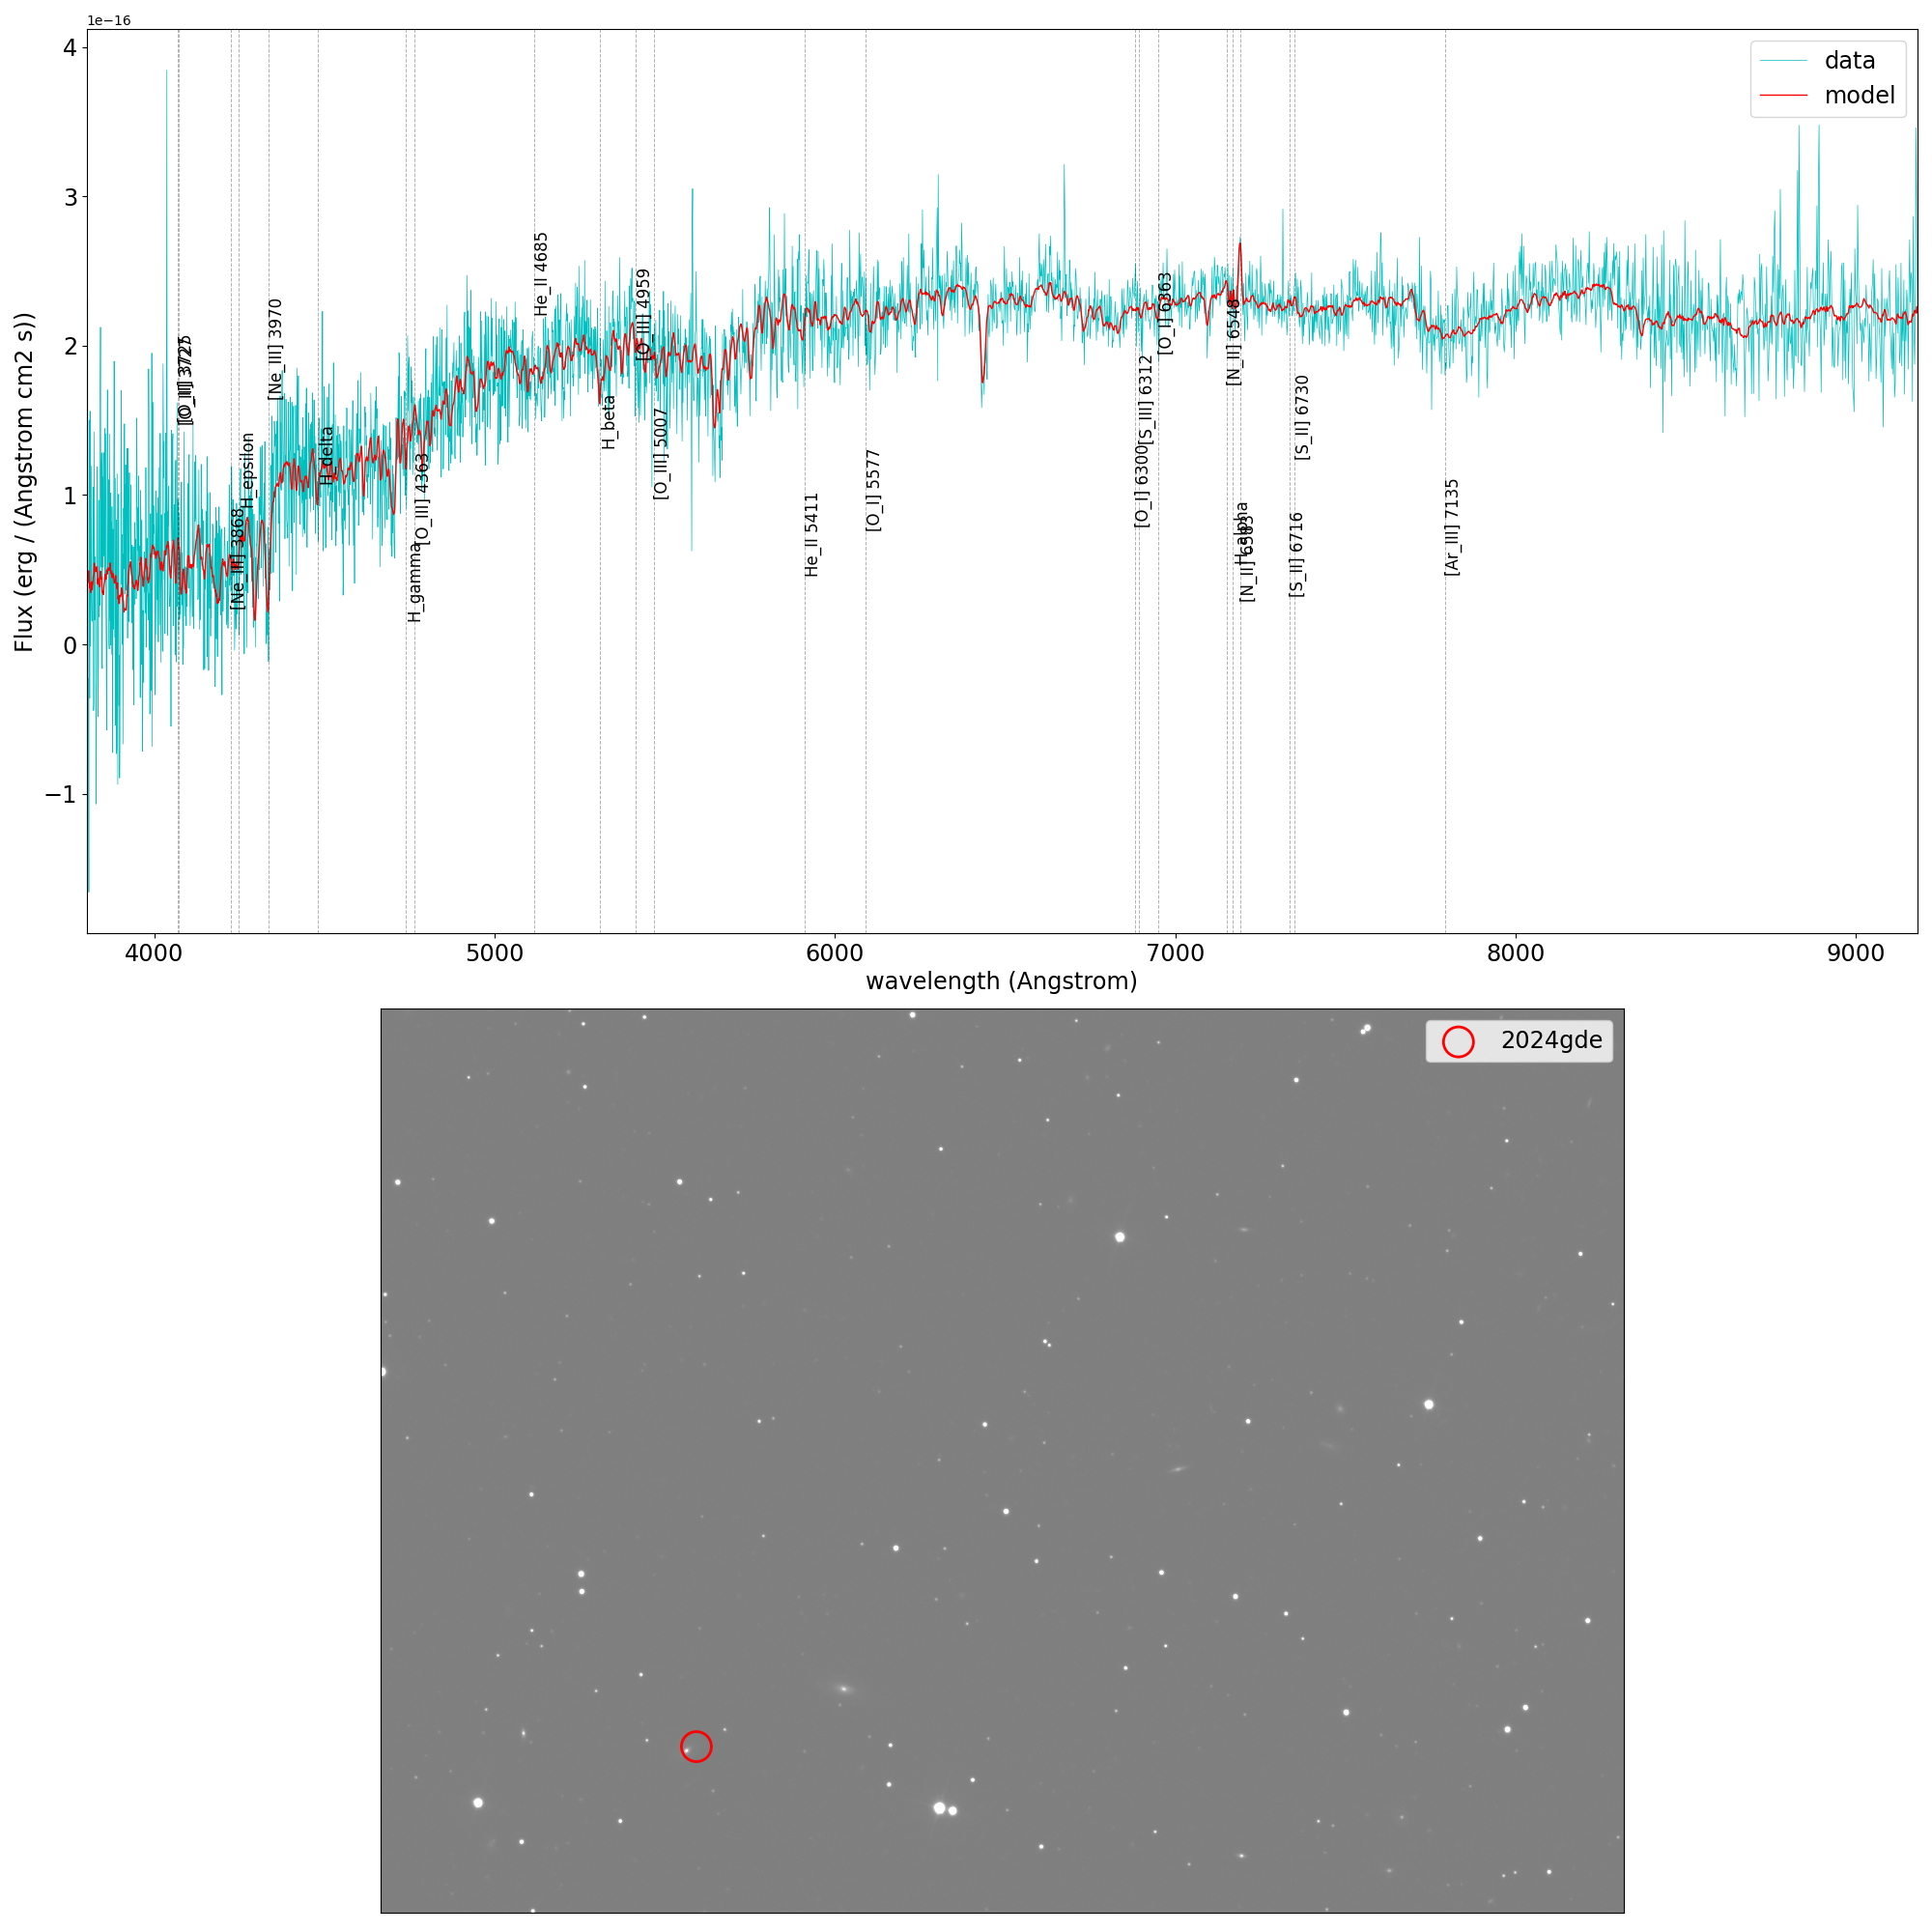 1e−16
4
3
2
1
0
−1
Flux (erg / (Angstrom cm2 s))
data
model
[Ne_III] 3868
H_epsilon
[Ne_III] 3970
H_delta
H_gamma
[O_III] 4363
He_II 4685
H_beta
[O_III] 4959
[O_III] 5007
He_II 5411
[O_I] 5577
[O_I] 6300
[S_III] 6312
[O_I] 6363
[N_II] 6548
H_alpha
[N_II] 6583
[S_II] 6716
[S_II] 6730
[Ar_III] 7135
4000 5000 6000 7000 8000 9000
wavelength (Angstrom)
2024gde